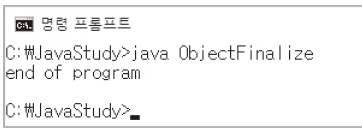 명령 프롬프트
C:₩JavaStudy>java ObjectFinalize
end of program
C:₩JavaStudy>